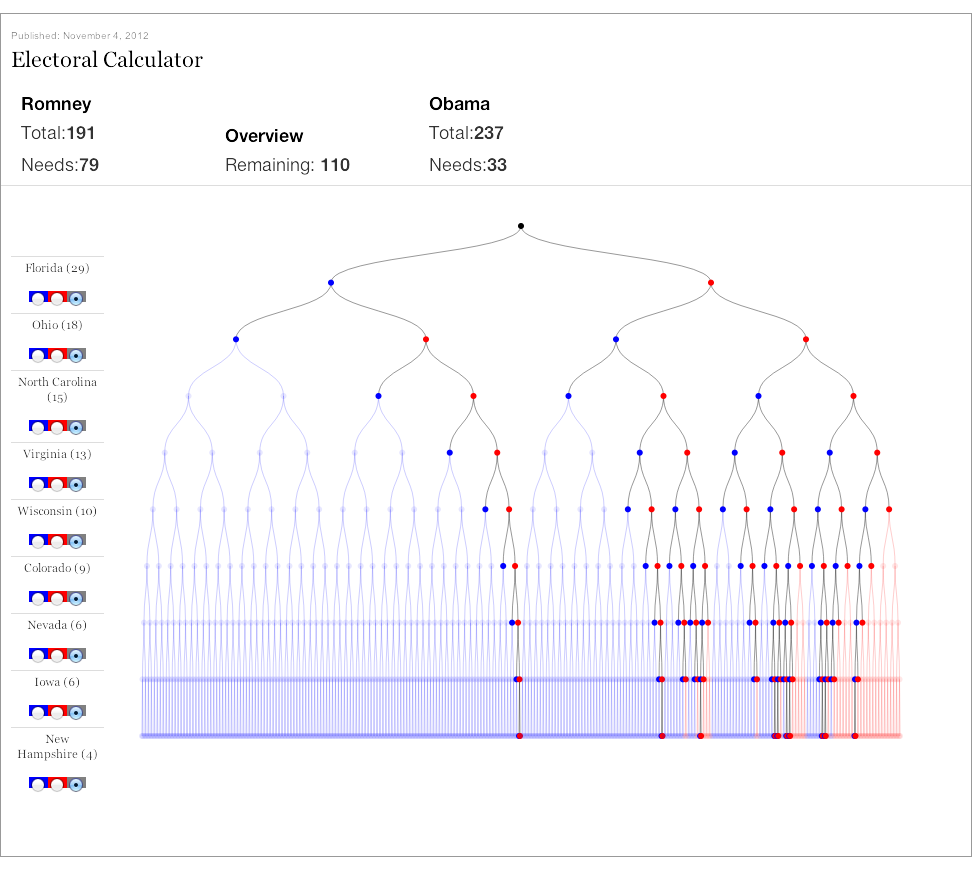 Published: November 4, 2012
Electoral Calculator
Romney
Total:191
Needs:79
Overview
Remaining: 110
Obama
Total:237
Needs:33
Florida (29)
Ohio (18)
North Carolina
(15)
Virginia (13)
Wisconsin (10)
Colorado (9)
Nevada (6)
Iowa (6)
New
Hampshire (4)